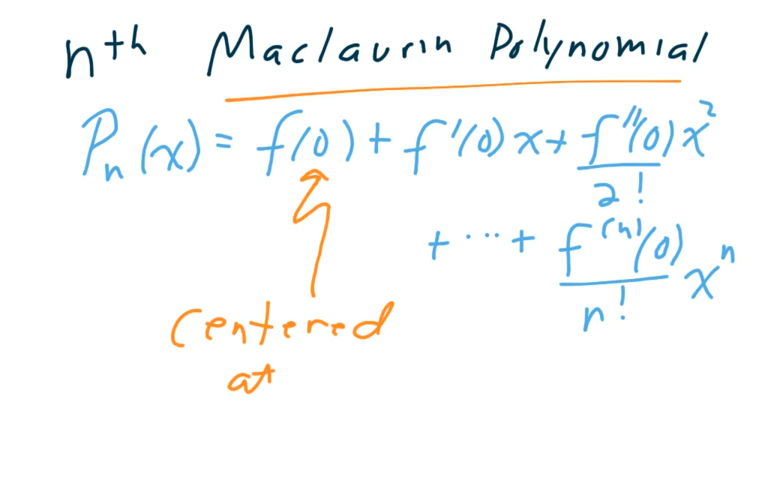 nth Maclaurin Polynomial
Pn(x) = f(0) + f'(0)x + f''(0)x²/2!
+ ... + f⁽ⁿ⁾(0)/n! xⁿ
Centered
at